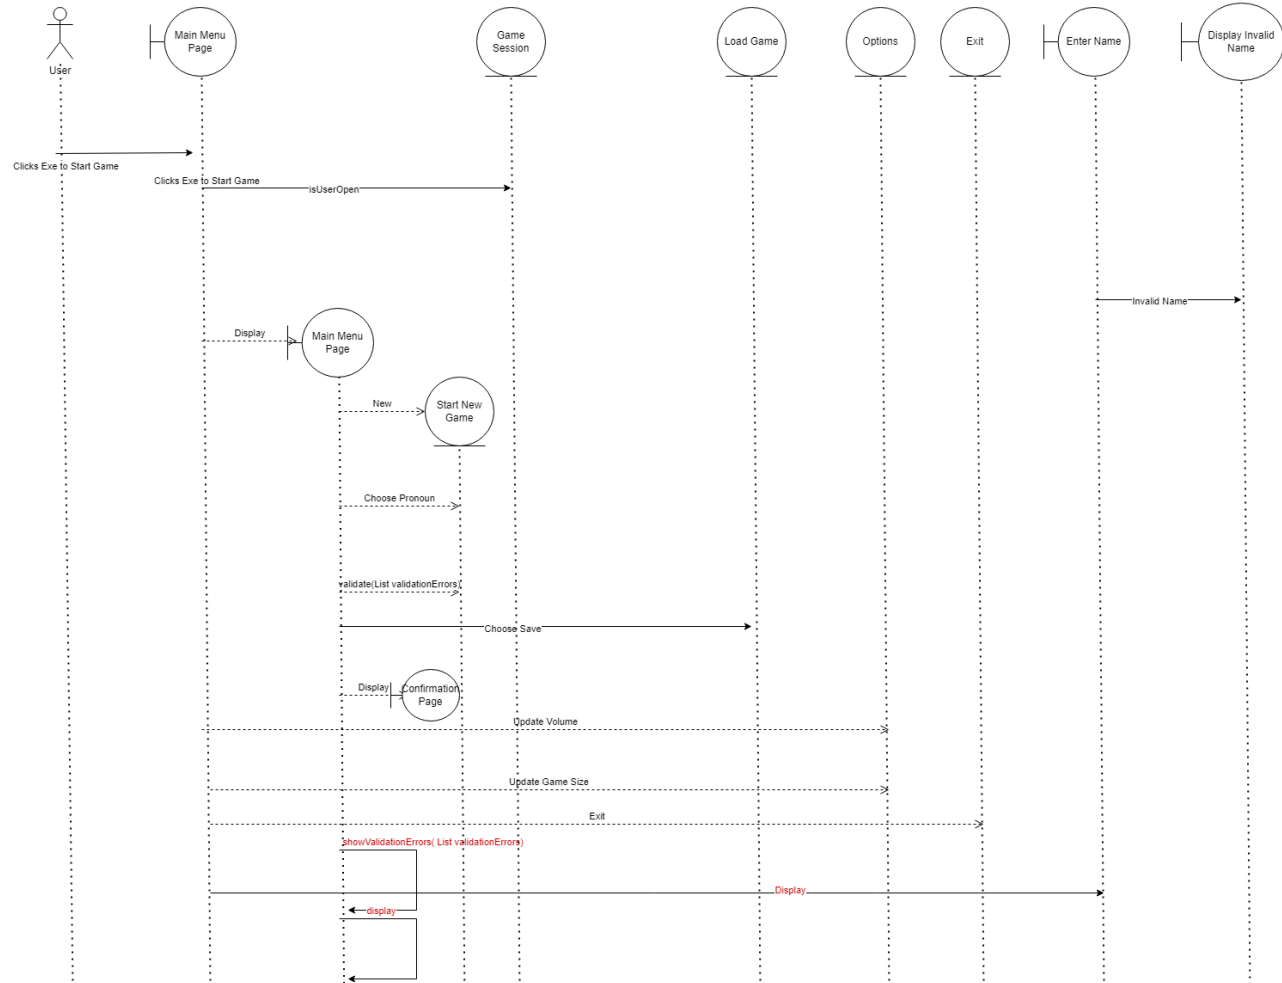 User
Main Menu
Page
Game
Session
Load Game
Options
Exit
Enter Name
Display Invalid
Name
Clicks Exe to Start Game
Clicks Exe to Start Game
isUserOpen
Invalid Name
Display
Main Menu
Page
New
Start New
Game
Choose Pronoun
validate(List validationErrors)
Choose Save
Display
Confirmation
Page
Update Volume
Update Game Size
Exit
showValidationErrors( List validationErrors)
Display
display